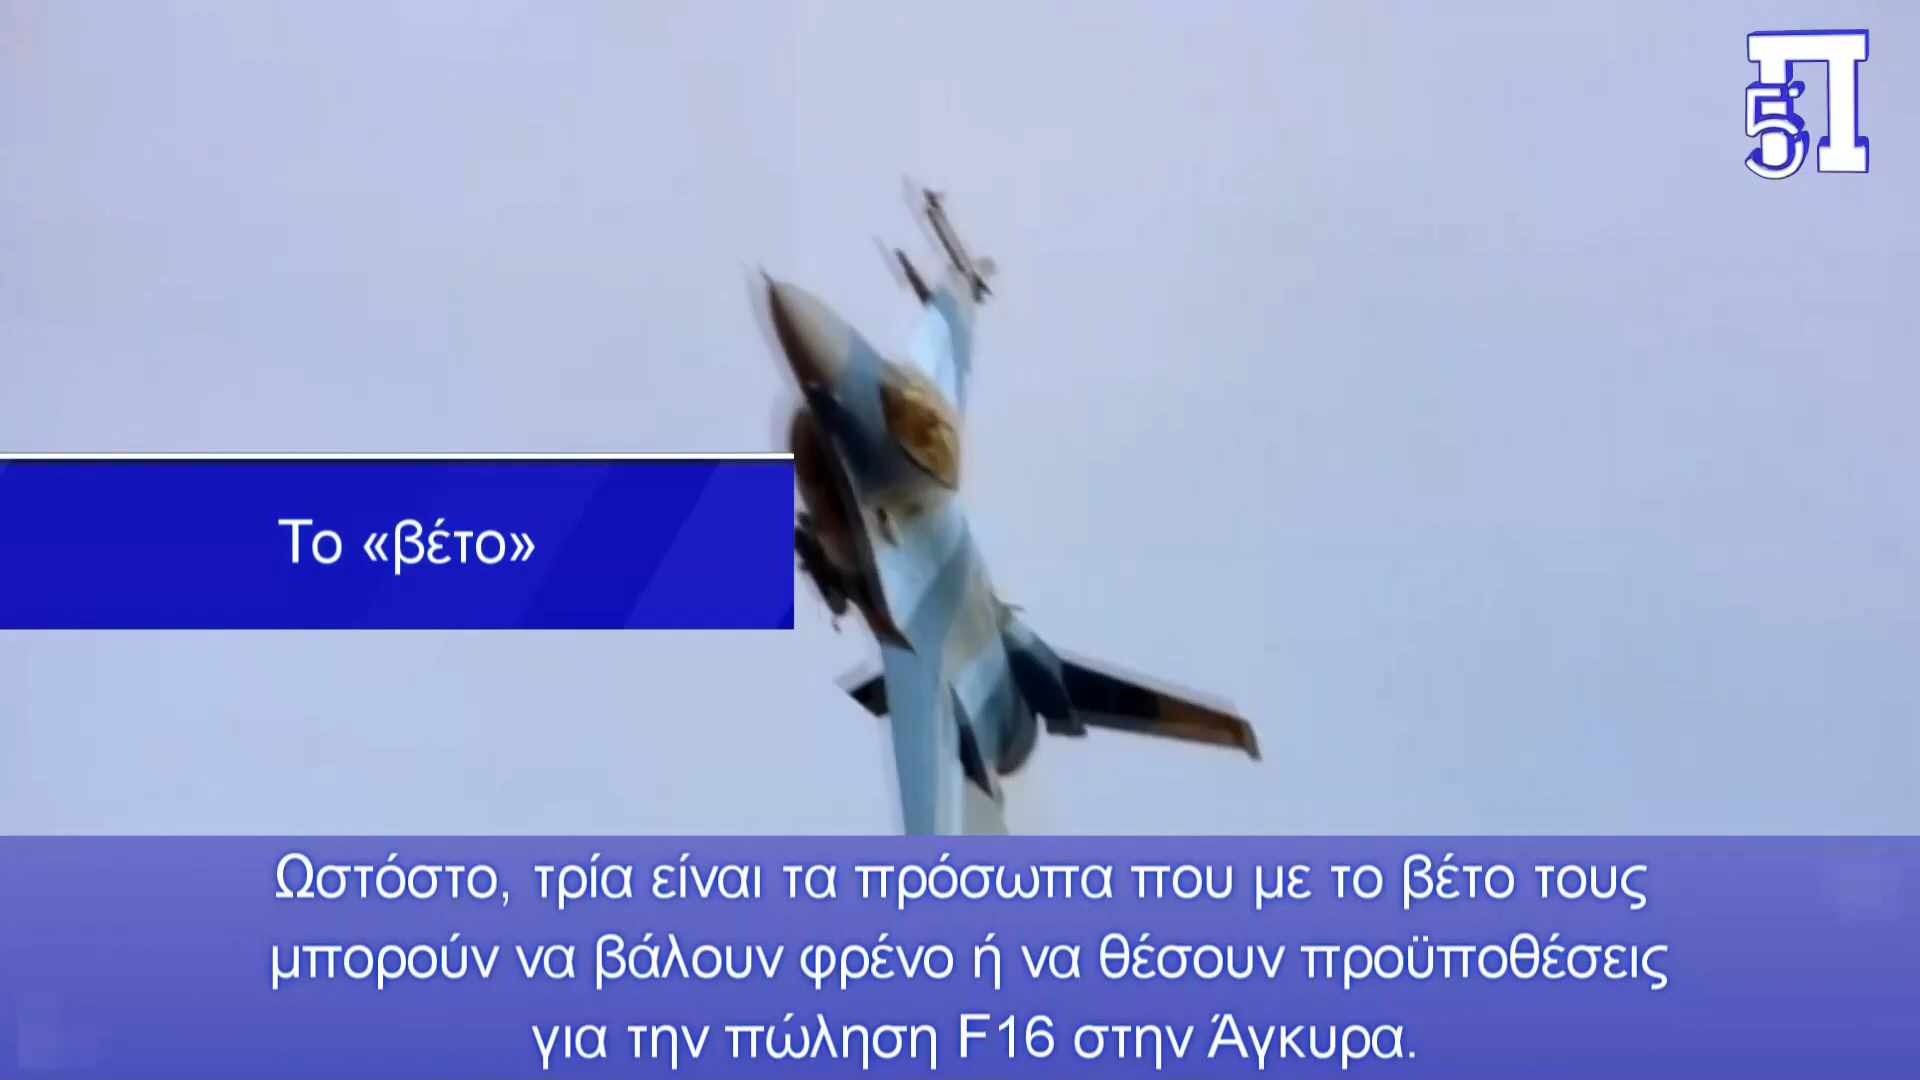 5'Π
Το «βέτο»
Ωστόστο, τρία είναι τα πρόσωπα που με το βέτο τους
μπορούν να βάλουν φρένο ή να θέσουν προϋποθέσεις
για την πώληση F16 στην Άγκυρα.